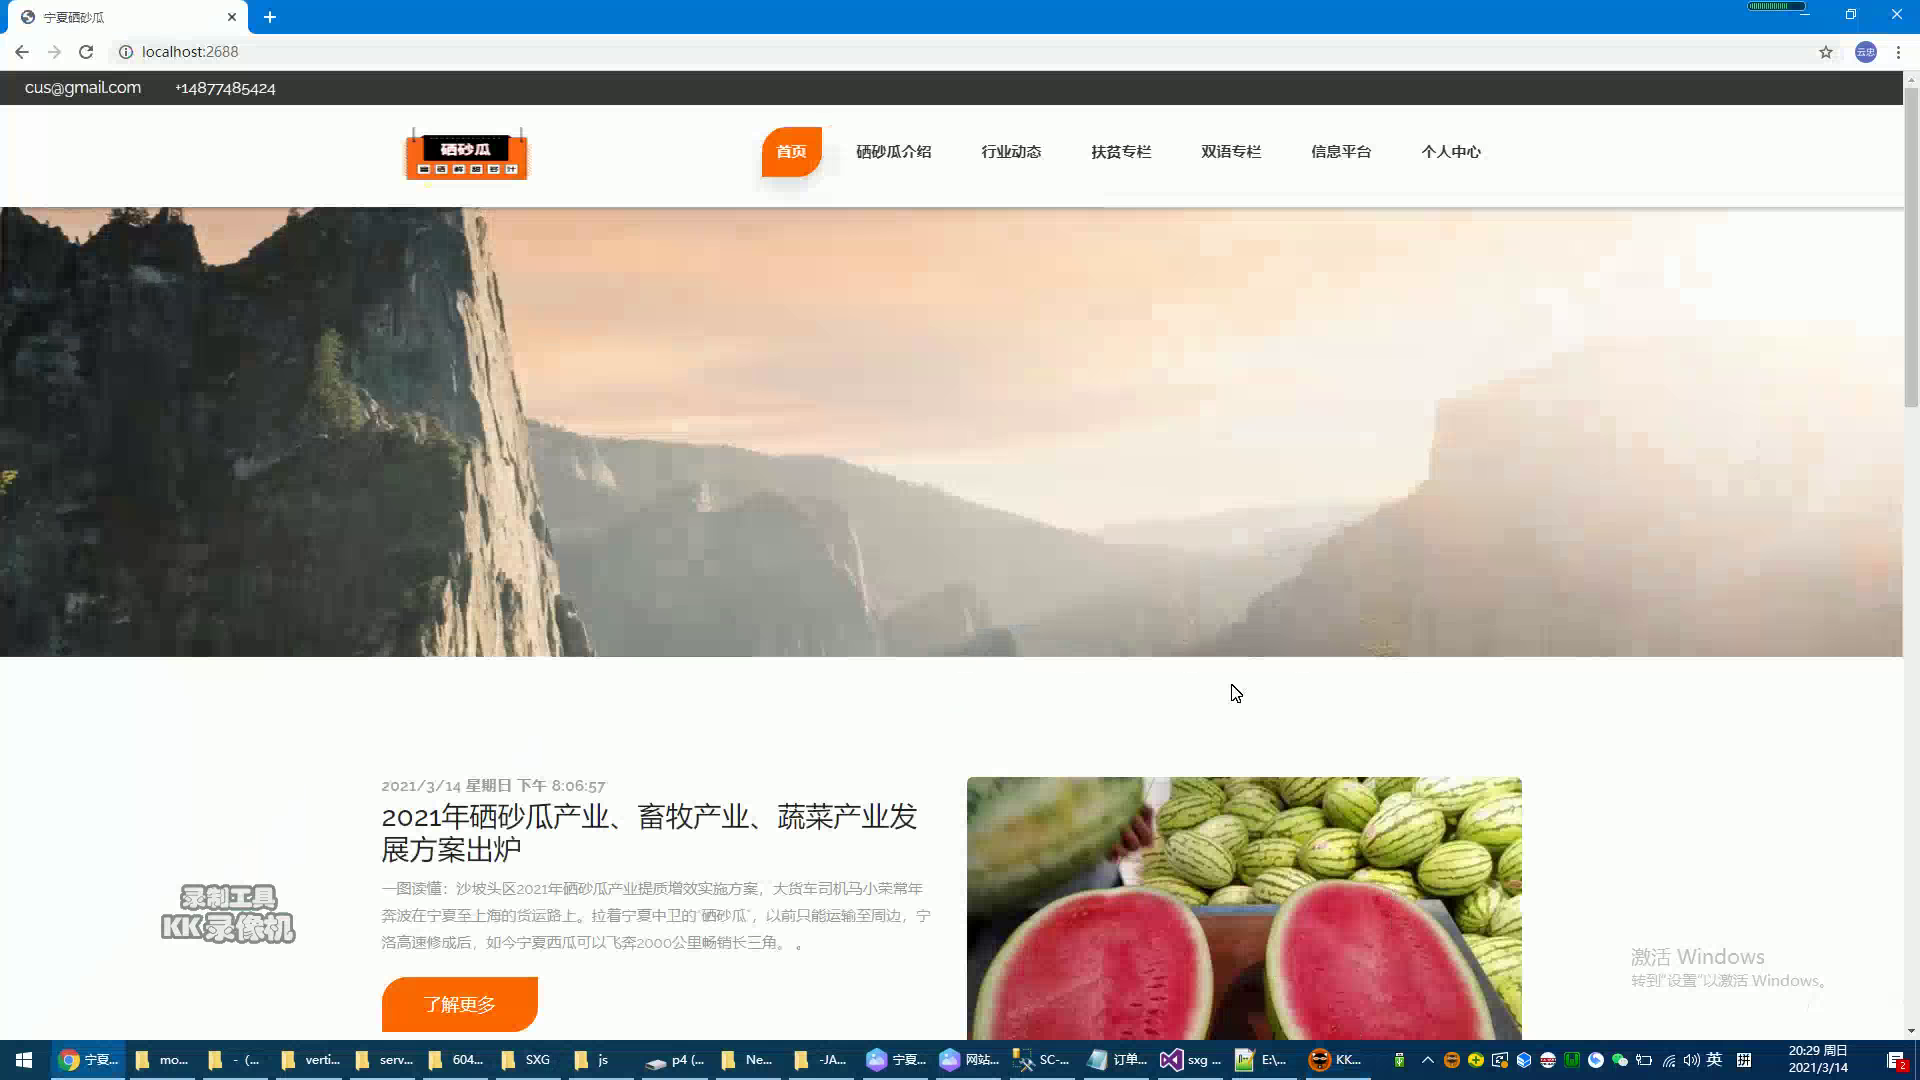 宁夏硒砂瓜
localhost:2688
云忠
cus@gmail.com +14877485424
硒砂瓜
首页 硒砂瓜介绍 行业动态 扶贫专栏 双语专栏 信息平台 个人中心
2021/3/14 星期日 下午 8:06:57
2021年硒砂瓜产业、畜牧产业、蔬菜产业发
展方案出炉
一图读懂：沙坡头区2021年硒砂瓜产业提质增效实施方案，大货车司机马小荣常年
奔波在宁夏至上海的货运路上。拉着宁夏中卫的“硒砂瓜”，以前只能运输至周边，宁
洛高速修成后，如今宁夏西瓜可以飞奔2000公里畅销长三角。 。
了解更多
录制工具
KK录像机
激活 Windows
转到“设置”以激活 Windows。
宁夏... mo... - (... verti... serv... 604... SXG js p4 (... Ne... -JA... 宁夏... 网站... SC-... 订单... sxg ... E:\... KK... 英 拼 20:29 周日
2021/3/14
2